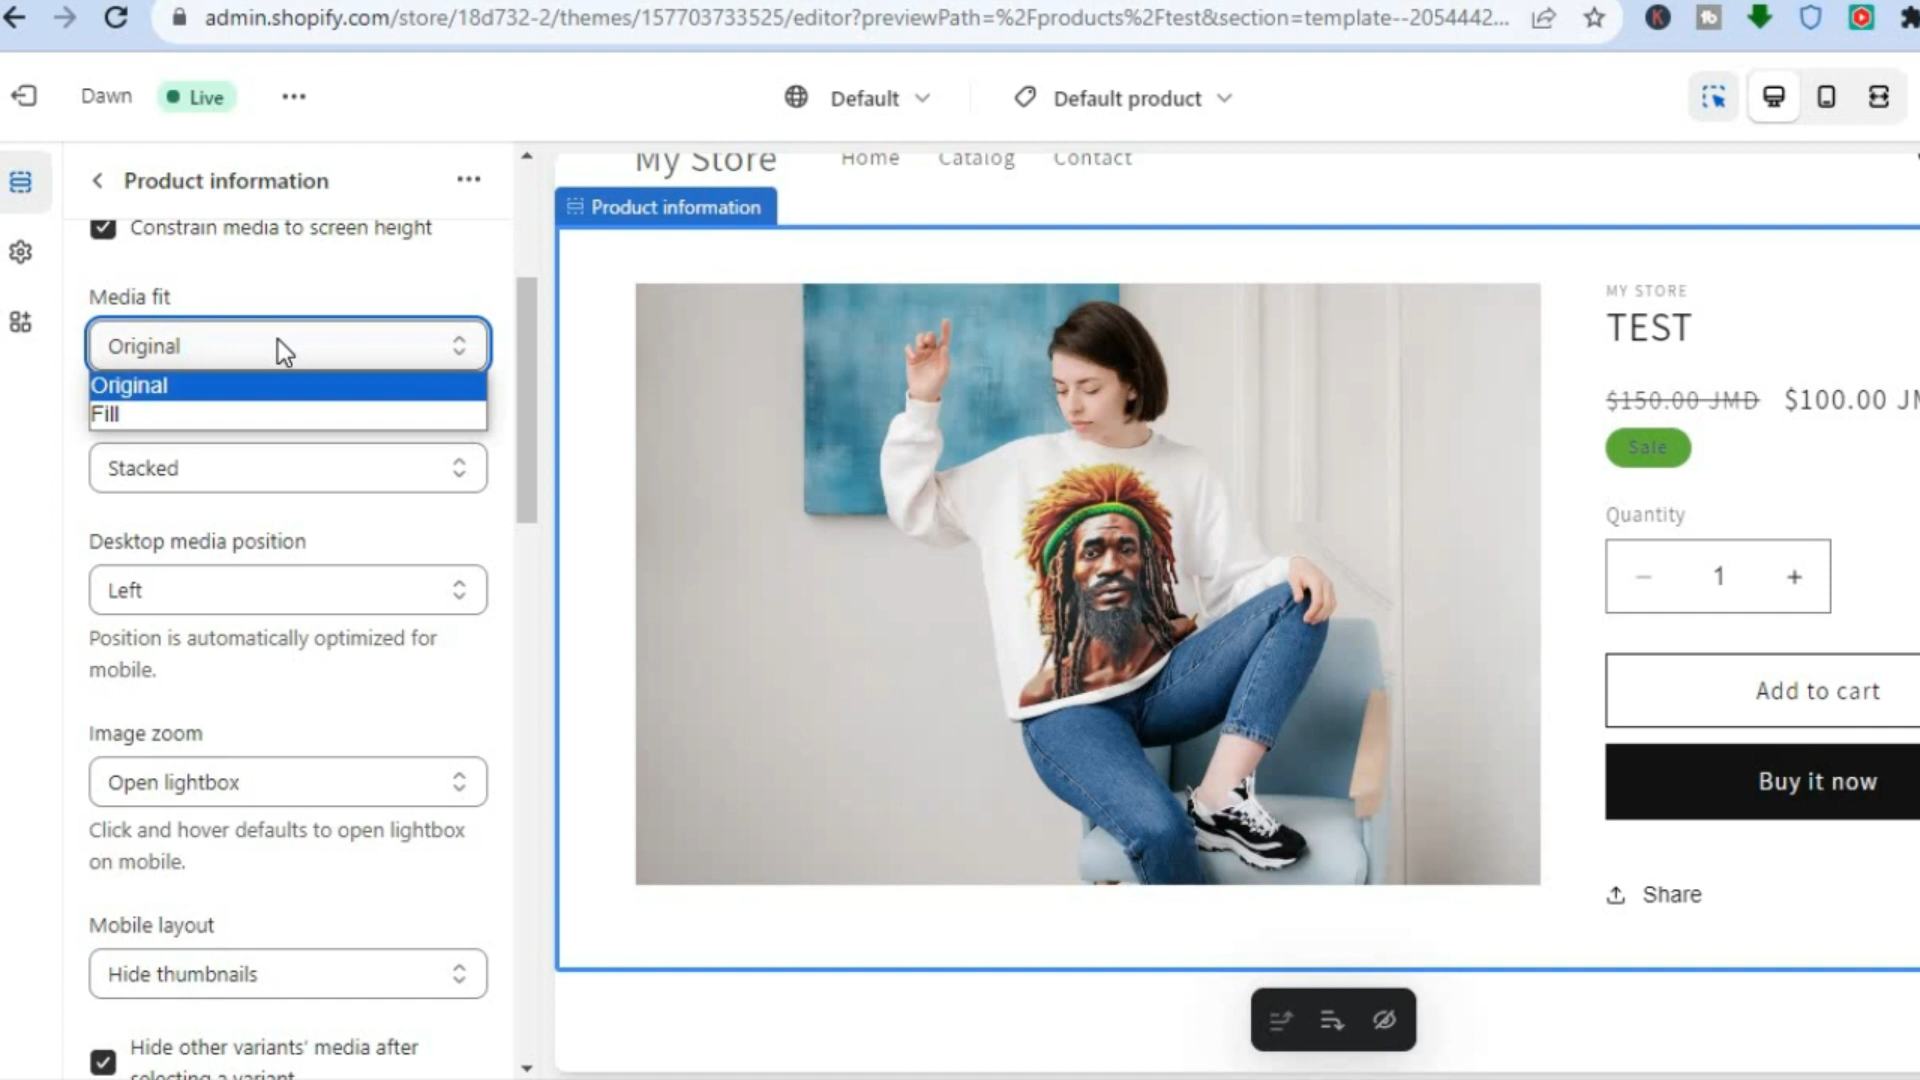 admin.shopify.com/store/18d732-2/themes/157703733525/editor?previewPath=%2Fproducts%2Ftest&section=template--2054442...
Dawn
Live
Default
Default product
Product information
Constrain media to screen height
Media fit
Original
Original
Fill
Stacked
Desktop media position
Left
Position is automatically optimized for
mobile.
Image zoom
Open lightbox
Click and hover defaults to open lightbox
on mobile.
Mobile layout
Hide thumbnails
Hide other variants' media after
selecting a variant
My Store
Home
Catalog
Contact
Product information
MY STORE
TEST
$150.00 JMD $100.00
Sale
Quantity
1
Add to cart
Buy it now
Share